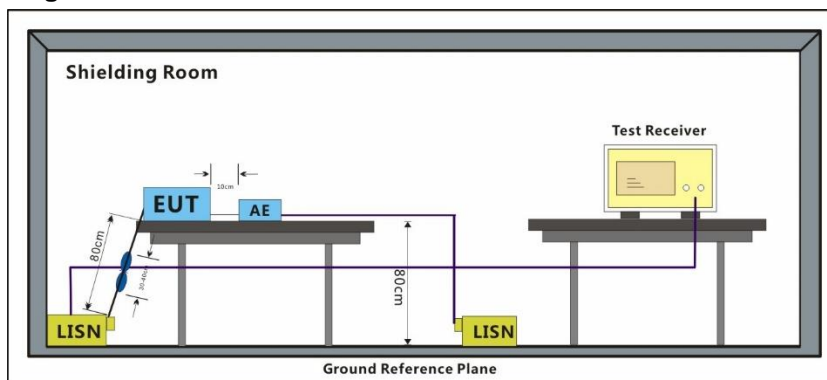 Shielding Room
Test Receiver
10cm
EUT
AE
80cm
30-40cm
80cm
LISN
LISN
Ground Reference Plane